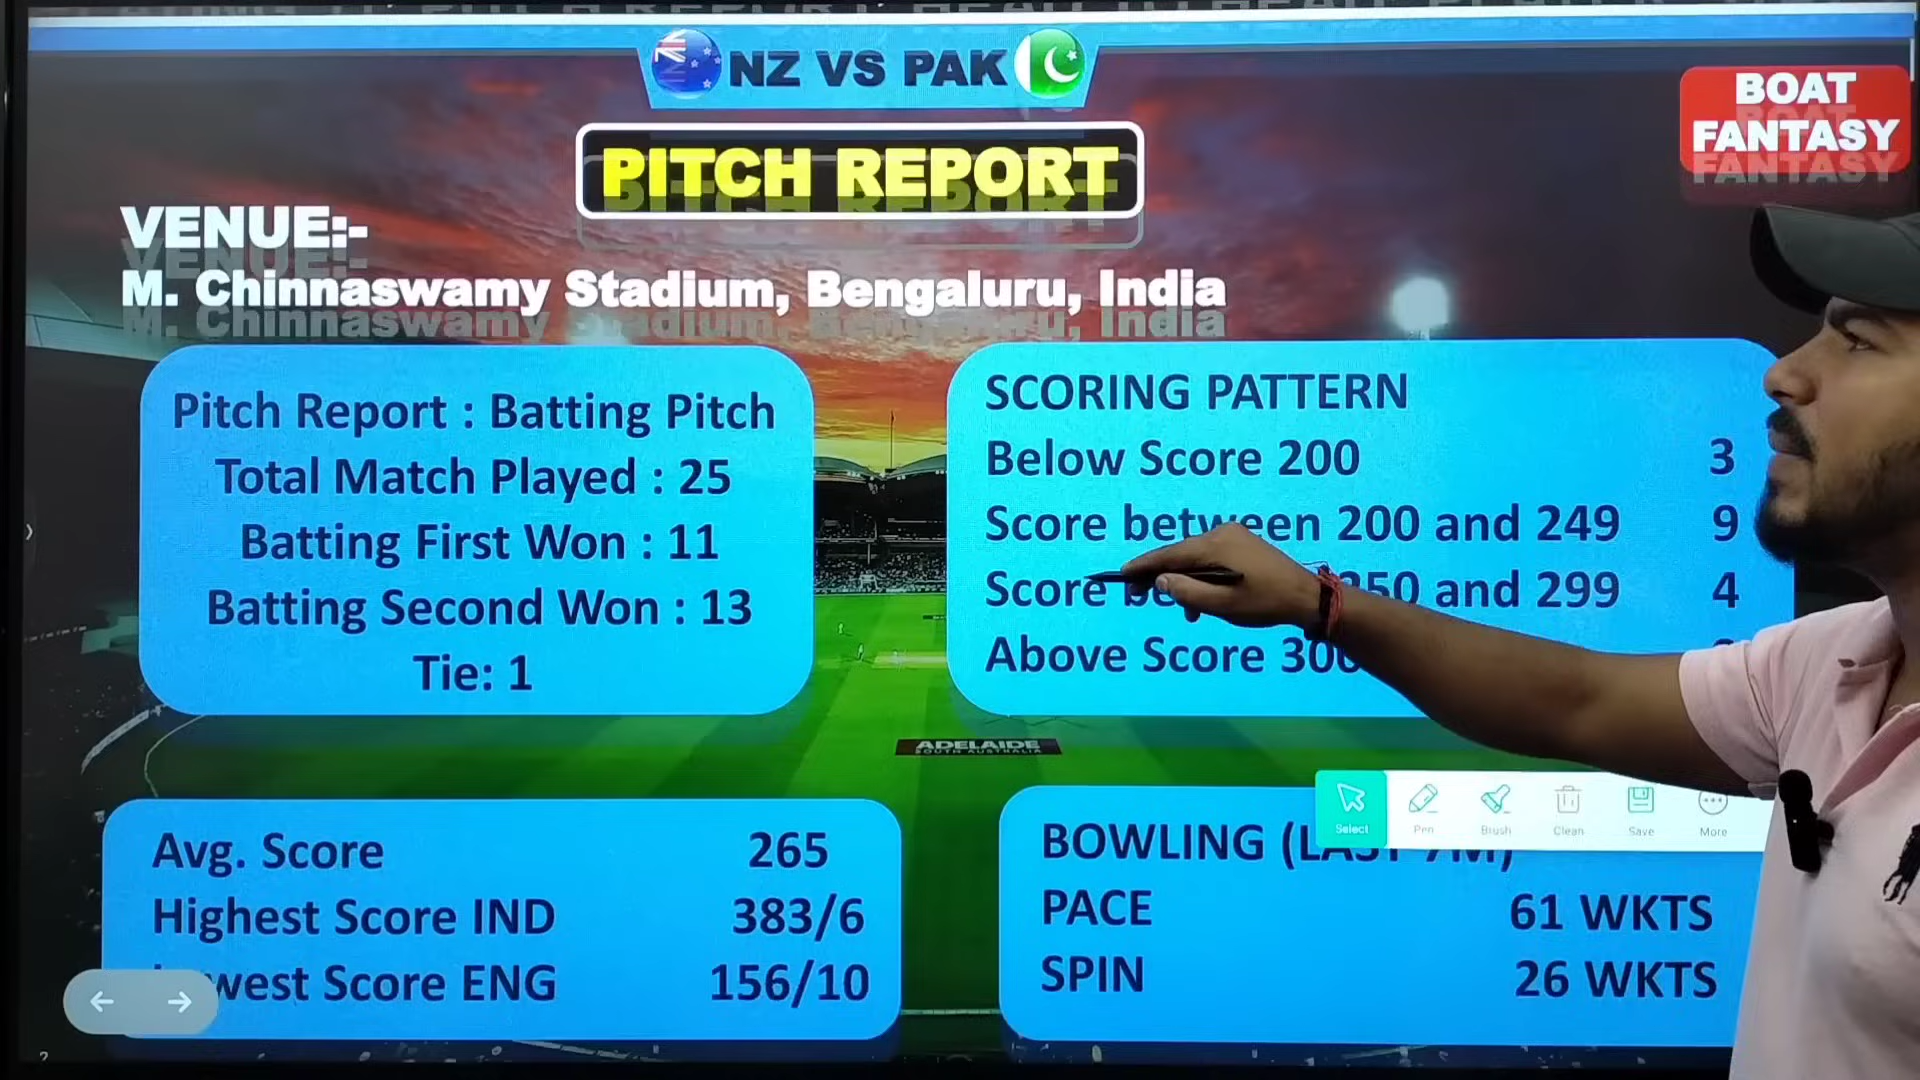 NZ VS PAK
BOAT
FANTASY
PITCH REPORT
VENUE:-
M. Chinnaswamy Stadium, Bengaluru, India
Pitch Report : Batting Pitch
Total Match Played : 25
Batting First Won : 11
Batting Second Won : 13
Tie: 1
SCORING PATTERN
Below Score 200 3
Score between 200 and 249 9
Score and 299 4
Above Score
ADELAIDE
SOUTH AUSTRALIA
Avg. Score 265
Highest Score IND 383/6
Score ENG 156/10
BOWLING
PACE 61 WKTS
SPIN 26 WKTS
Select Pen Brush Clean Save More
2